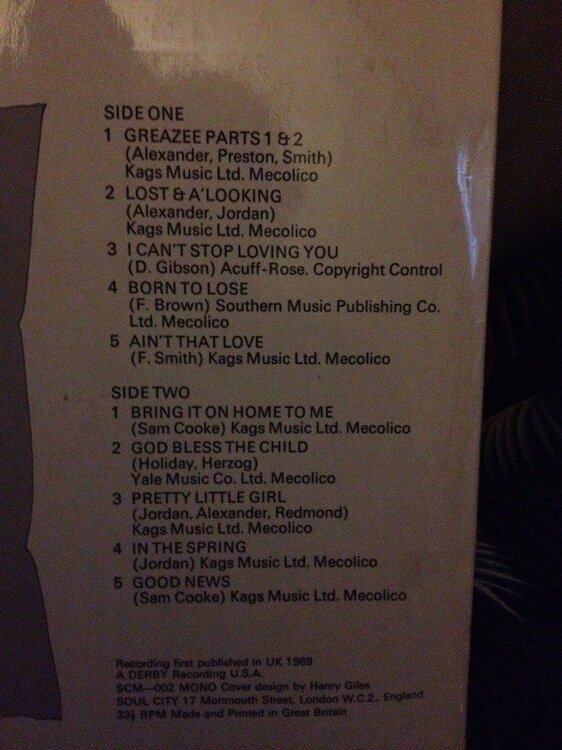 SIDE ONE
1 GREAZEE PARTS 1 & 2
(Alexander, Preston, Smith)
Kags Music Ltd. Mecolico
2 LOST & A'LOOKING
(Alexander, Jordan)
Kags Music Ltd. Mecolico
3 I CAN'T STOP LOVING YOU
(D. Gibson) Acuff-Rose. Copyright Control
4 BORN TO LOSE
(F. Brown) Southern Music Publishing Co.
Ltd. Mecolico
5 AIN'T THAT LOVE
(F. Smith) Kags Music Ltd. Mecolico
SIDE TWO
1 BRING IT ON HOME TO ME
(Sam Cooke) Kags Music Ltd. Mecolico
2 GOD BLESS THE CHILD
(Holiday, Herzog)
Yale Music Co. Ltd. Mecolico
3 PRETTY LITTLE GIRL
(Jordan, Alexander, Redmond)
Kags Music Ltd. Mecolico
4 IN THE SPRING
(Jordan) Kags Music Ltd. Mecolico
5 GOOD NEWS
(Sam Cooke) Kags Music Ltd. Mecolico
Recording first published in UK 1969
A DERBY Recording U.S.A.
SCM—002 MONO Cover design by Henry Giles
SOUL CITY 17 Monmouth Street, London W.C.2., England
33⅓ RPM Made and Printed in Great Britain